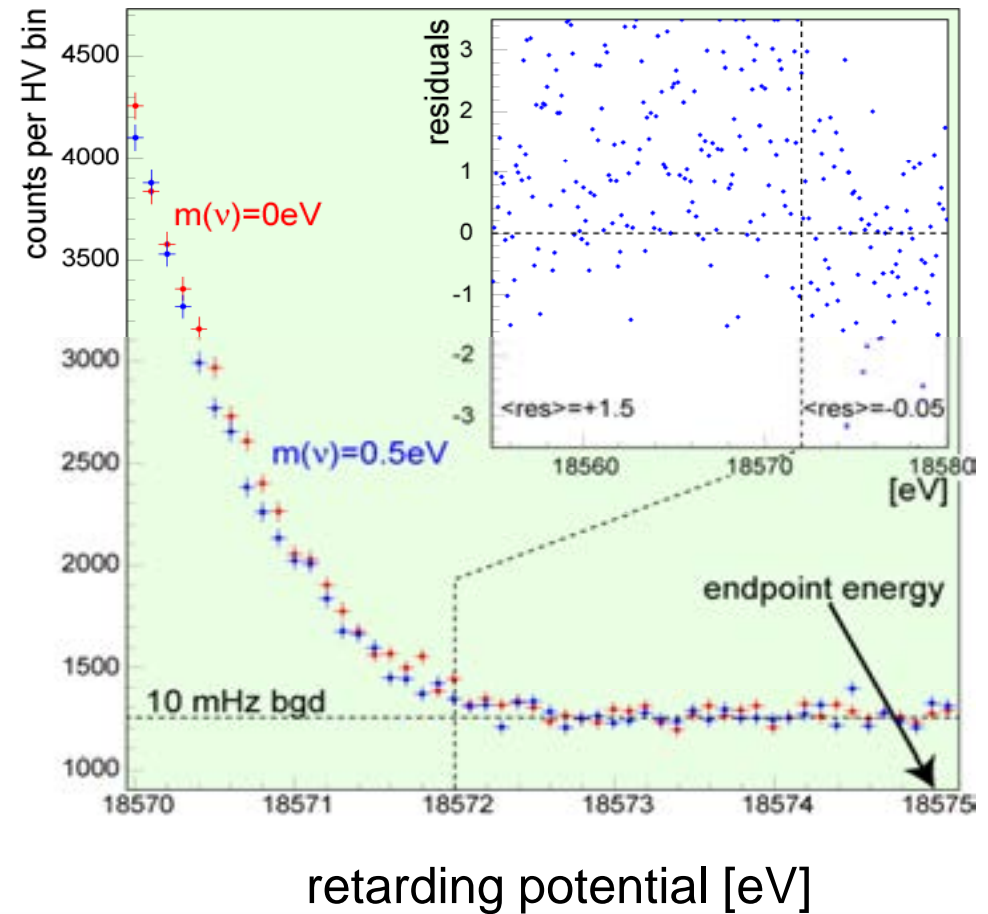 counts per HV bin
4500
4000
3500
3000
2500
2000
1500
1000
m(ν)=0eV
m(ν)=0.5eV
10 mHz bgd
residuals
3
2
1
0
-1
-2
-3
<res>=+1.5
<res>=-0.05
18560
18570
18580
[eV]
endpoint energy
18570
18571
18572
18573
18574
18575
retarding potential [eV]